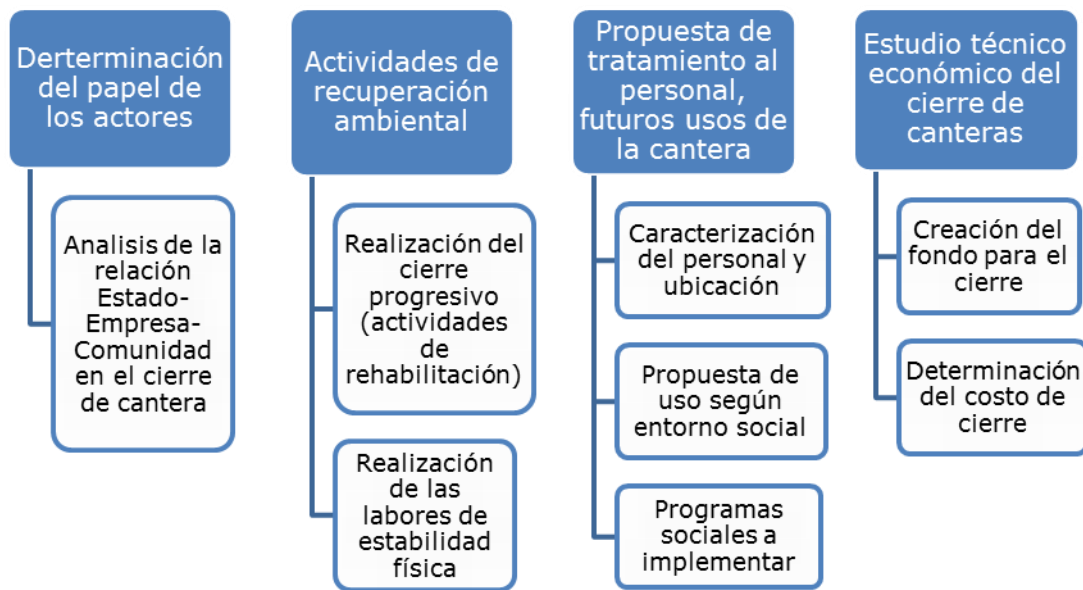 Derterminación
del papel de
los actores
Analisis de la
relación
Estado-
Empresa-
Comunidad
en el cierre
de cantera
Actividades de
recuperación
ambiental
Realización del
cierre
progresivo
(actividades
de
rehabilitación)
Realización
de las
labores de
estabilidad
física
Propuesta de
tratamiento al
personal,
futuros usos de
la cantera
Caracterización
del personal y
ubicación
Propuesta de
uso según
entorno social
Programas
sociales a
implementar
Estudio técnico
económico del
cierre de
canteras
Creación del
fondo para el
cierre
Determinación
del costo de
cierre